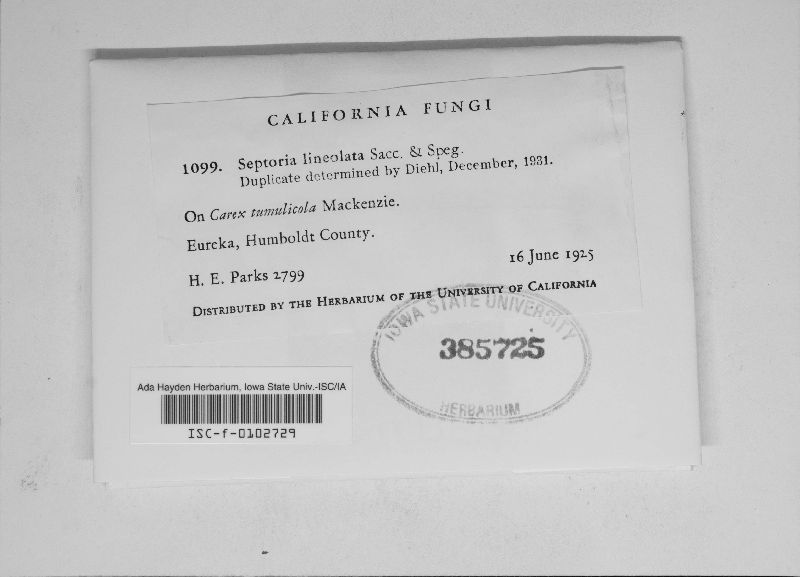 CALIFORNIA FUNGI
1099. Septoria lineolata Sacc. & Speg.
Duplicate determined by Diehl, December, 1931.
On Carex tumulicola Mackenzie.
Eureka, Humboldt County.
16 June 1925
H. E. Parks 2799
DISTRIBUTED BY THE HERBARIUM OF THE UNIVERSITY OF CALIFORNIA
IOWA STATE UNIVERSITY
385725
HERBARIUM
Ada Hayden Herbarium, Iowa State Univ.-ISC/IA
ISC-f-0102729